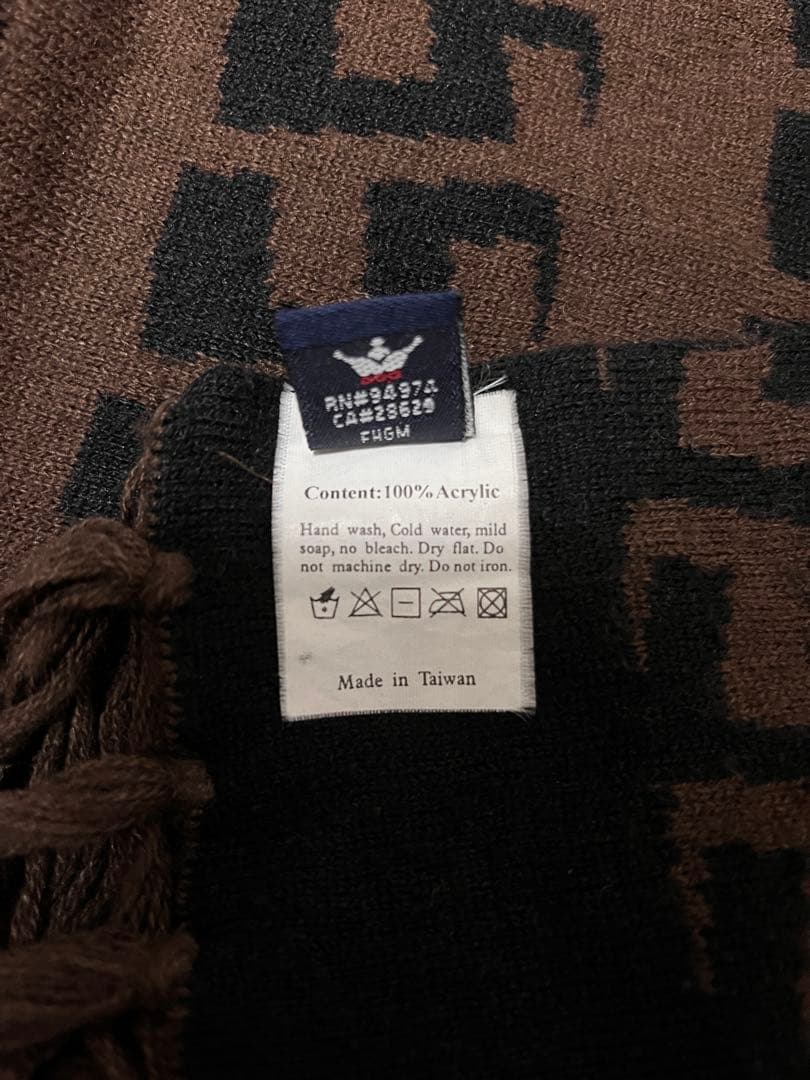 RN#94974
CA#28629
FHGM
Content:100% Acrylic
Hand wash, Cold water, mild
soap, no bleach. Dry flat. Do
not machine dry. Do not iron.
Made in Taiwan